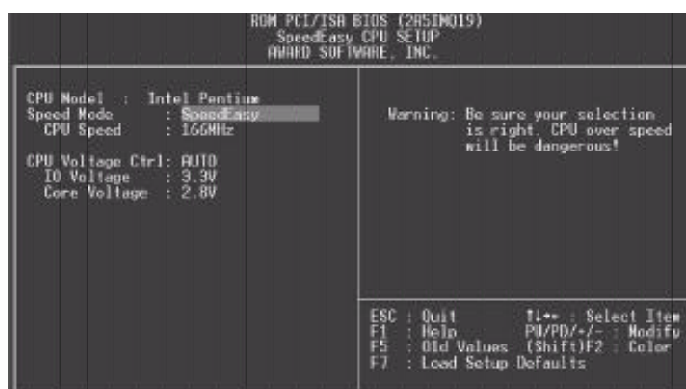 ROM PCI/ISA BIOS (2A5IMQ19)
SpeedEasy CPU SETUP
AWARD SOFTWARE, INC.
CPU Model : Intel Pentium
Speed Mode : SpeedEasy
CPU Speed : 166MHz
CPU Voltage Ctrl: AUTO
IO Voltage : 3.3V
Core Voltage : 2.8V
Warning: Be sure your selection
is right. CPU over speed
will be dangerous!
ESC : Quit ↑↓→← : Select Item
F1 : Help PU/PD/+/- : Modify
F5 : Old Values (Shift)F2 : Color
F7 : Load Setup Defaults